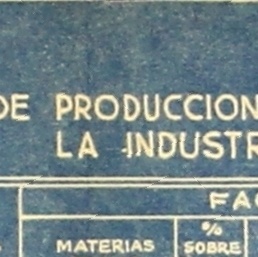 DE PRODUCCION
LA INDUSTR
FA
%
MATERIAS SOBRE